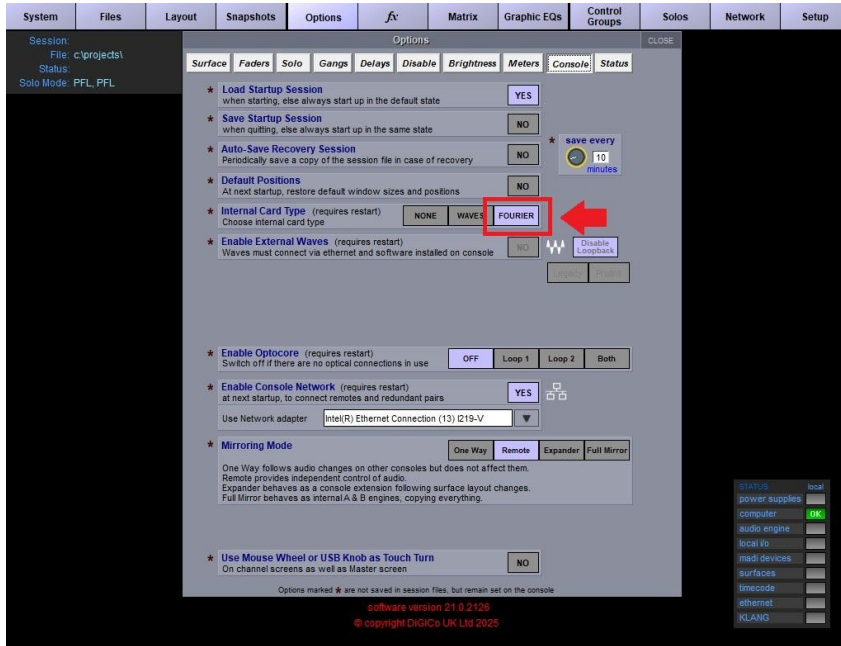 System Files Layout Snapshots Options fx Matrix Graphic EQs Control Groups Solos Network Setup
Session:
File: c:\projects\
Status:
Solo Mode: PFL, PFL
Options CLOSE
Surface Faders Solo Gangs Delays Disable Brightness Meters Console Status
* Load Startup Session YES
when starting, else always start up in the default state
* Save Startup Session NO
when quitting, else always start up in the same state
* Auto-Save Recovery Session NO
Periodically save a copy of the session file in case of recovery
* save every
10
minutes
* Default Positions NO
At next startup, restore default window sizes and positions
* Internal Card Type (requires restart) NONE WAVES FOURIER
Choose internal card type
* Enable External Waves (requires restart) NO Disable Loopback
Waves must connect via ethernet and software installed on console
Legacy
* Enable Optocore (requires restart) OFF Loop 1 Loop 2 Both
Switch off if there are no optical connections in use
* Enable Console Network (requires restart) YES
at next startup, to connect remotes and redundant pairs
Use Network adapter Intel(R) Ethernet Connection (13) I219-V
* Mirroring Mode One Way Remote Expander Full Mirror
One Way follows audio changes on other consoles but does not affect them.
Remote provides independent control of audio.
Expander behaves as a console extension following surface layout changes.
Full Mirror behaves as internal A & B engines, copying everything.
* Use Mouse Wheel or USB Knob as Touch Turn NO
On channel screens as well as Master screen
Options marked * are not saved in session files, but remain set on the console
software version 21.0.2126
© copyright DiGiCo UK Ltd 2025
STATUS local
power supplies
computer OK
audio engine
local i/o
madi devices
surfaces
timecode
ethernet
KLANG